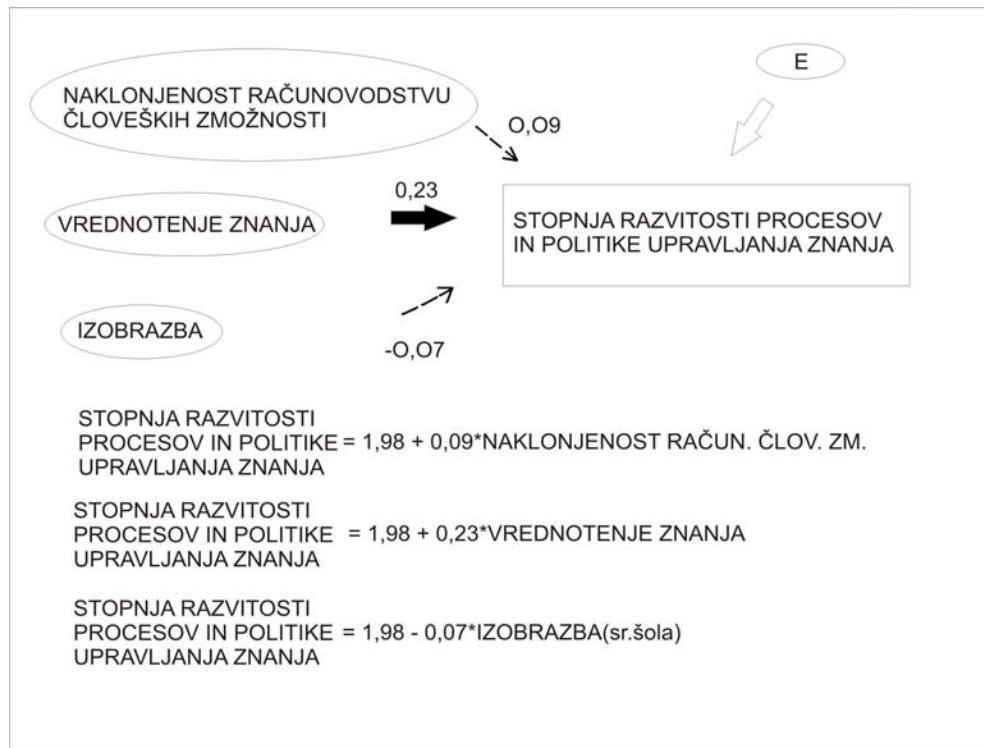 E
NAKLONJENOST RAČUNOVODSTVU
ČLOVEŠKIH ZMOŽNOSTI
O,O9
0,23
VREDNOTENJE ZNANJA
STOPNJA RAZVITOSTI PROCESOV
IN POLITIKE UPRAVLJANJA ZNANJA
IZOBRAZBA
-O,O7
STOPNJA RAZVITOSTI
PROCESOV IN POLITIKE = 1,98 + 0,09*NAKLONJENOST RAČUN. ČLOV. ZM.
UPRAVLJANJA ZNANJA
STOPNJA RAZVITOSTI
PROCESOV IN POLITIKE = 1,98 + 0,23*VREDNOTENJE ZNANJA
UPRAVLJANJA ZNANJA
STOPNJA RAZVITOSTI
PROCESOV IN POLITIKE = 1,98 - 0,07*IZOBRAZBA(sr.šola)
UPRAVLJANJA ZNANJA